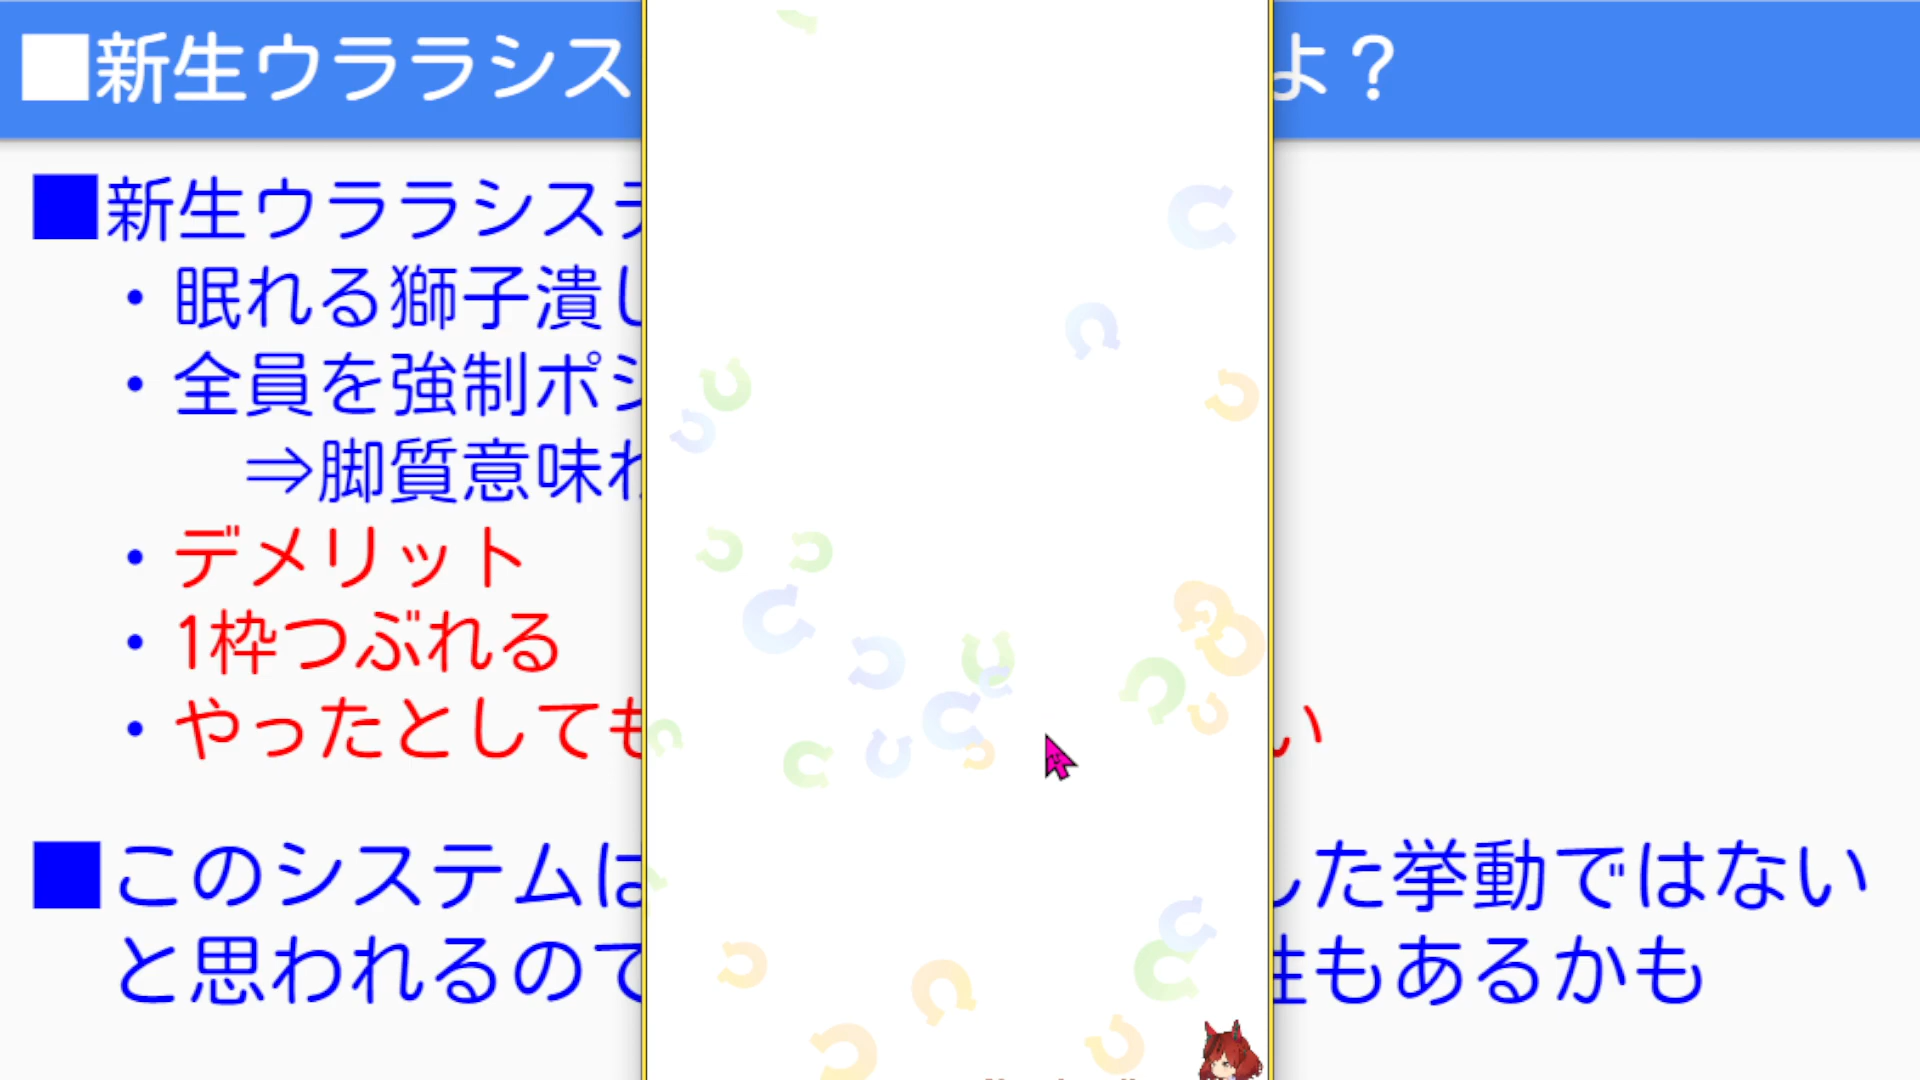 ■新生ウララシス よ？
■新生ウララシステ
・眠れる獅子潰し
・全員を強制ポジ
⇒脚質意味わ
・デメリット
・1枠つぶれる
・やったとしても い
■このシステムは した挙動ではない
と思われるので 性もあるかも